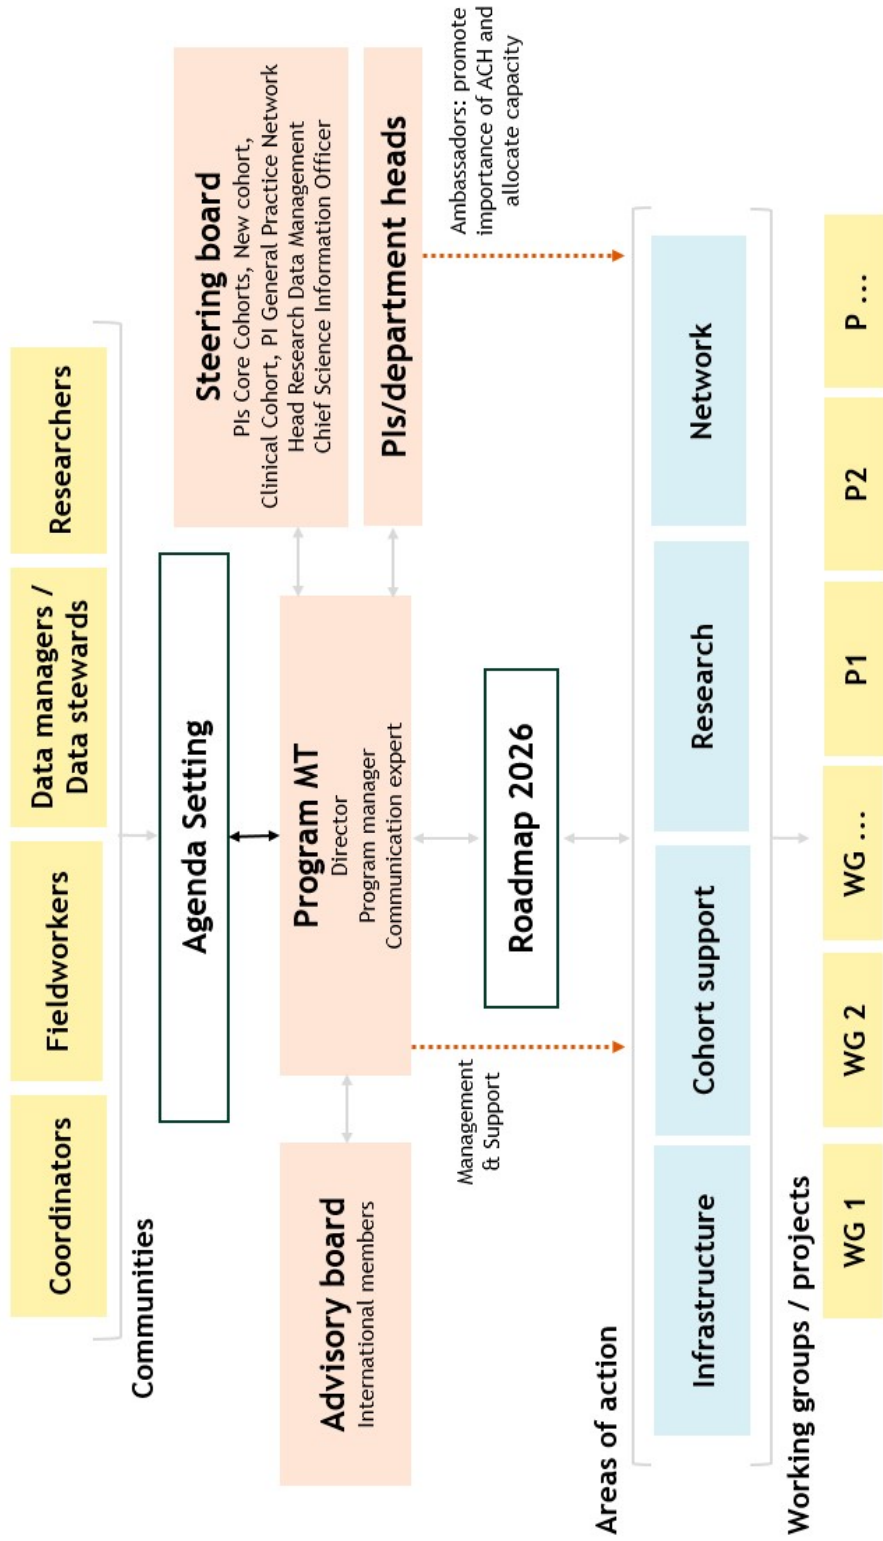 Coordinators
Fieldworkers
Data managers /
Data stewards
Researchers
Communities
Agenda Setting
Steering board
PIs Core Cohorts, New cohort,
Clinical Cohort, PI General Practice Network
Head Research Data Management
Chief Science Information Officer
Advisory board
International members
Program MT
Director
Program manager
Communication expert
PIs/department heads
Management
& Support
Roadmap 2026
Ambassadors: promote
importance of ACH and
allocate capacity
Areas of action
Infrastructure
Cohort support
Research
Network
Working groups / projects
WG 1
WG 2
WG ...
P1
P2
P ...